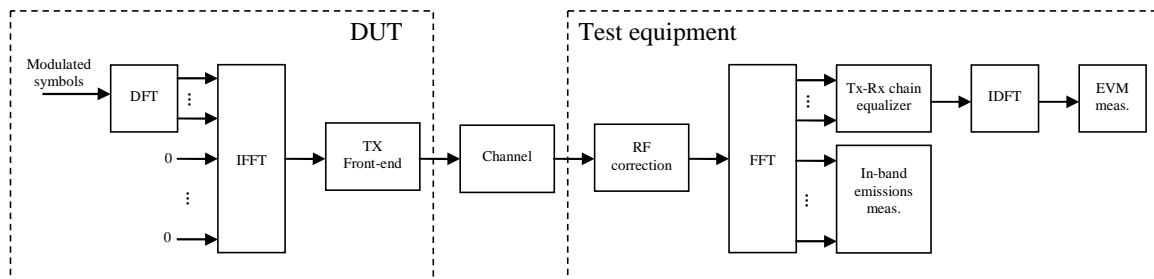 DUT
Test equipment
Modulated
symbols
DFT
...
0
...
0
IFFT
TX
Front-end
Channel
RF
correction
FFT
...
...
Tx-Rx chain
equalizer
In-band
emissions
meas.
IDFT
EVM
meas.